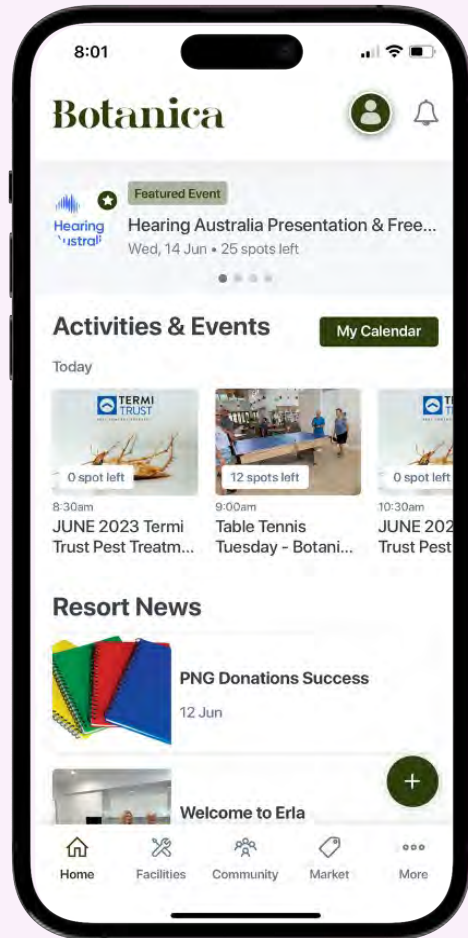 8:01
Botanica
Featured Event
Hearing Australia Presentation & Free...
Hearing
Wed, 14 Jun • 25 spots left
Activities & Events
My Calendar
Today
TERMI
TRUST
0 spot left
12 spots left
0 spot left
8:30am
9:00am
10:30am
JUNE 2023 Termi
Trust Pest Treatm...
Table Tennis
Tuesday - Botani...
JUNE 202
Trust Pest
Resort News
PNG Donations Success
12 Jun
Welcome to Erla
Home
Facilities
Community
Market
More